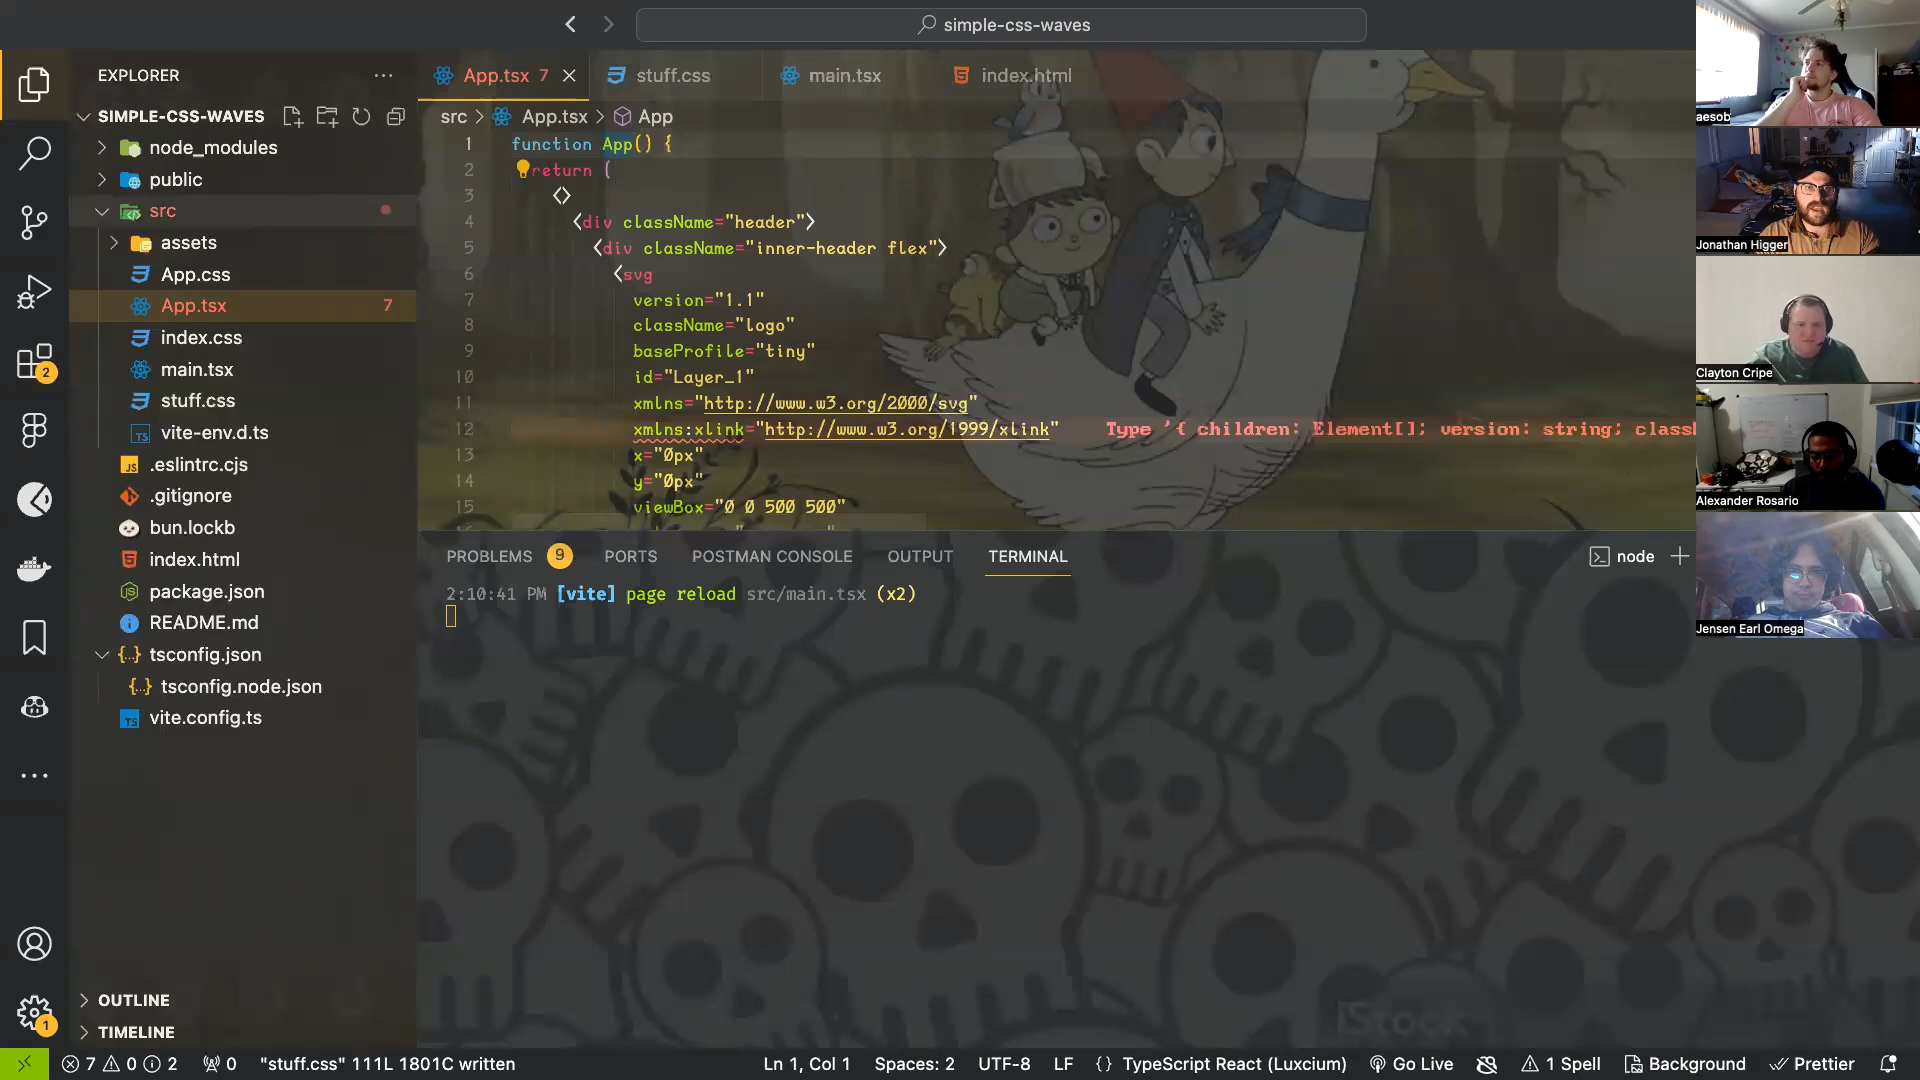 simple-css-waves
EXPLORER
SIMPLE-CSS-WAVES
node_modules
public
src
assets
App.css
App.tsx 7
index.css
main.tsx
stuff.css
vite-env.d.ts
.eslintrc.cjs
.gitignore
bun.lockb
index.html
package.json
README.md
tsconfig.json
tsconfig.node.json
vite.config.ts
OUTLINE
TIMELINE
2
1
App.tsx 7
stuff.css
main.tsx
index.html
src > App.tsx > App
1 function App() {
2 return (
3 <>
4 <div className="header">
5 <div className="inner-header flex">
6 <svg
7 version="1.1"
8 className="logo"
9 baseProfile="tiny"
10 id="Layer_1"
11 xmlns="http://www.w3.org/2000/svg"
12 xmlns:xlink="http://www.w3.org/1999/xlink" Type '{ children: Element[]; version: string; class
13 x="0px"
14 y="0px"
15 viewBox="0 0 500 500"
PROBLEMS 9 PORTS POSTMAN CONSOLE OUTPUT TERMINAL
node
2:10:41 PM [vite] page reload src/main.tsx (x2)
iStock
aesob
Jonathan Higger
Clayton Cripe
Alexander Rosario
Jensen Earl Omega
7 0 2 0 "stuff.css" 111L 1801C written
Ln 1, Col 1 Spaces: 2 UTF-8 LF {} TypeScript React (Luxcium) Go Live 1 Spell Background Prettier